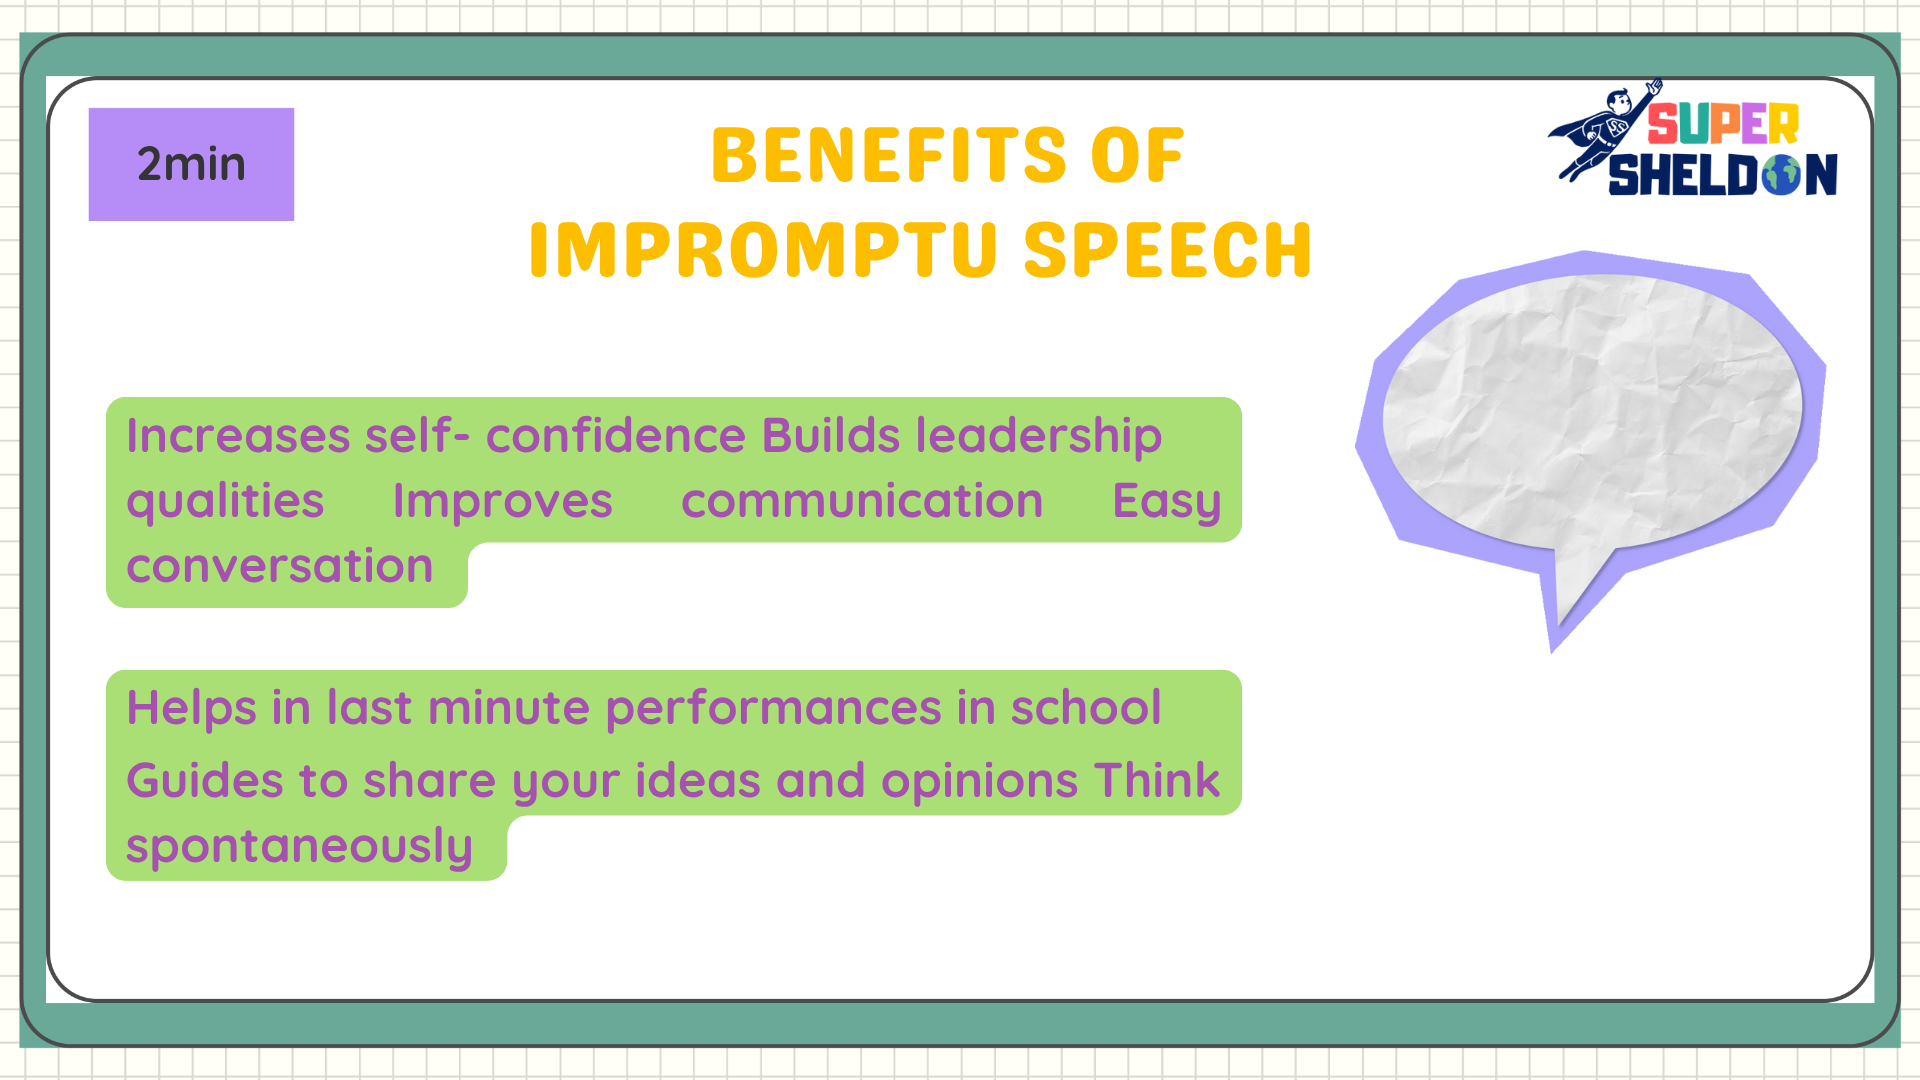 2min
BENEFITS OF
IMPROMPTU SPEECH
SUPER
SHELDON
SS
Increases self- confidence Builds leadership
qualities Improves communication Easy
conversation
Helps in last minute performances in school
Guides to share your ideas and opinions Think
spontaneously